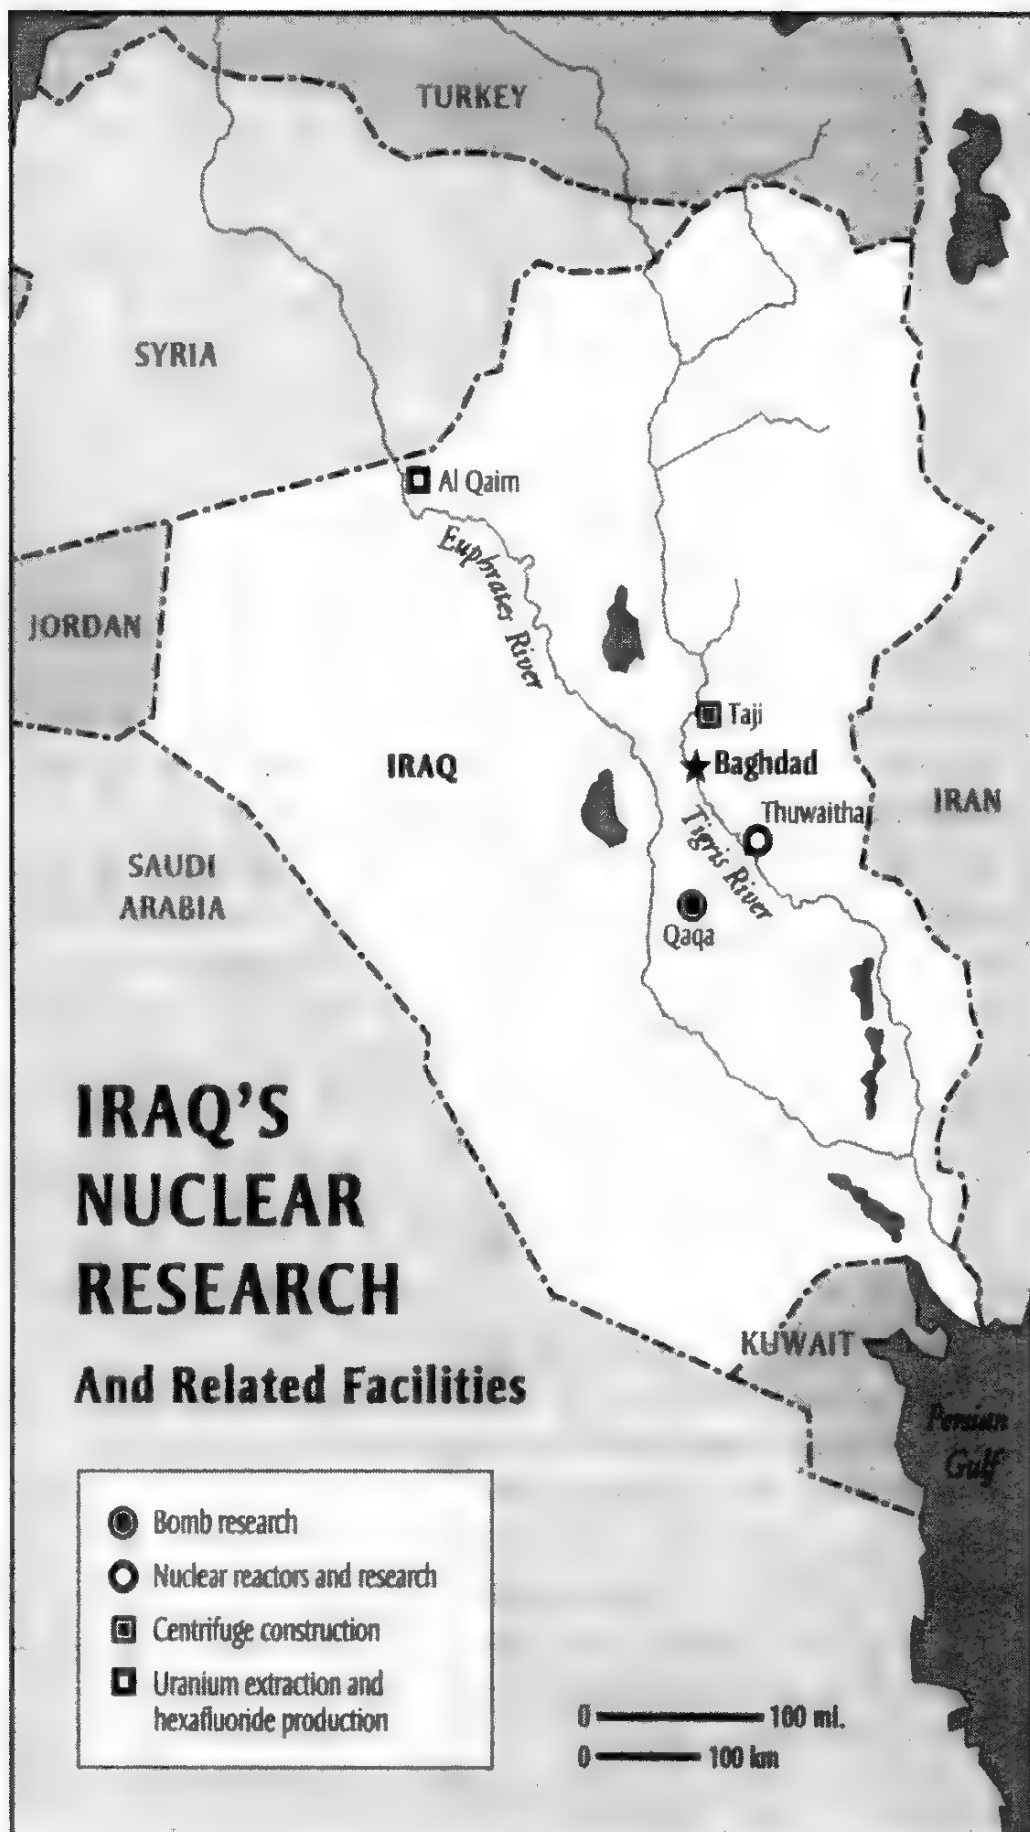 TURKEY
SYRIA
Al Qaim
Euphrates River
JORDAN
Taji
Baghdad
IRAQ
Thuwaitha
IRAN
Tigris River
SAUDI
ARABIA
Qaqa
IRAQ'S
NUCLEAR
RESEARCH
And Related Facilities
KUWAIT
Persian
Gulf
Bomb research
Nuclear reactors and research
Centrifuge construction
Uranium extraction and
hexafluoride production
0 100 mi.
0 100 km